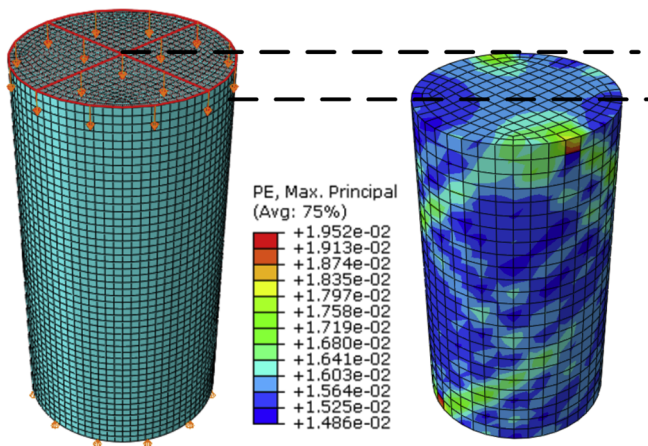 PE, Max. Principal
(Avg: 75%)
+1.952e-02
+1.913e-02
+1.874e-02
+1.835e-02
+1.797e-02
+1.758e-02
+1.719e-02
+1.680e-02
+1.641e-02
+1.603e-02
+1.564e-02
+1.525e-02
+1.486e-02